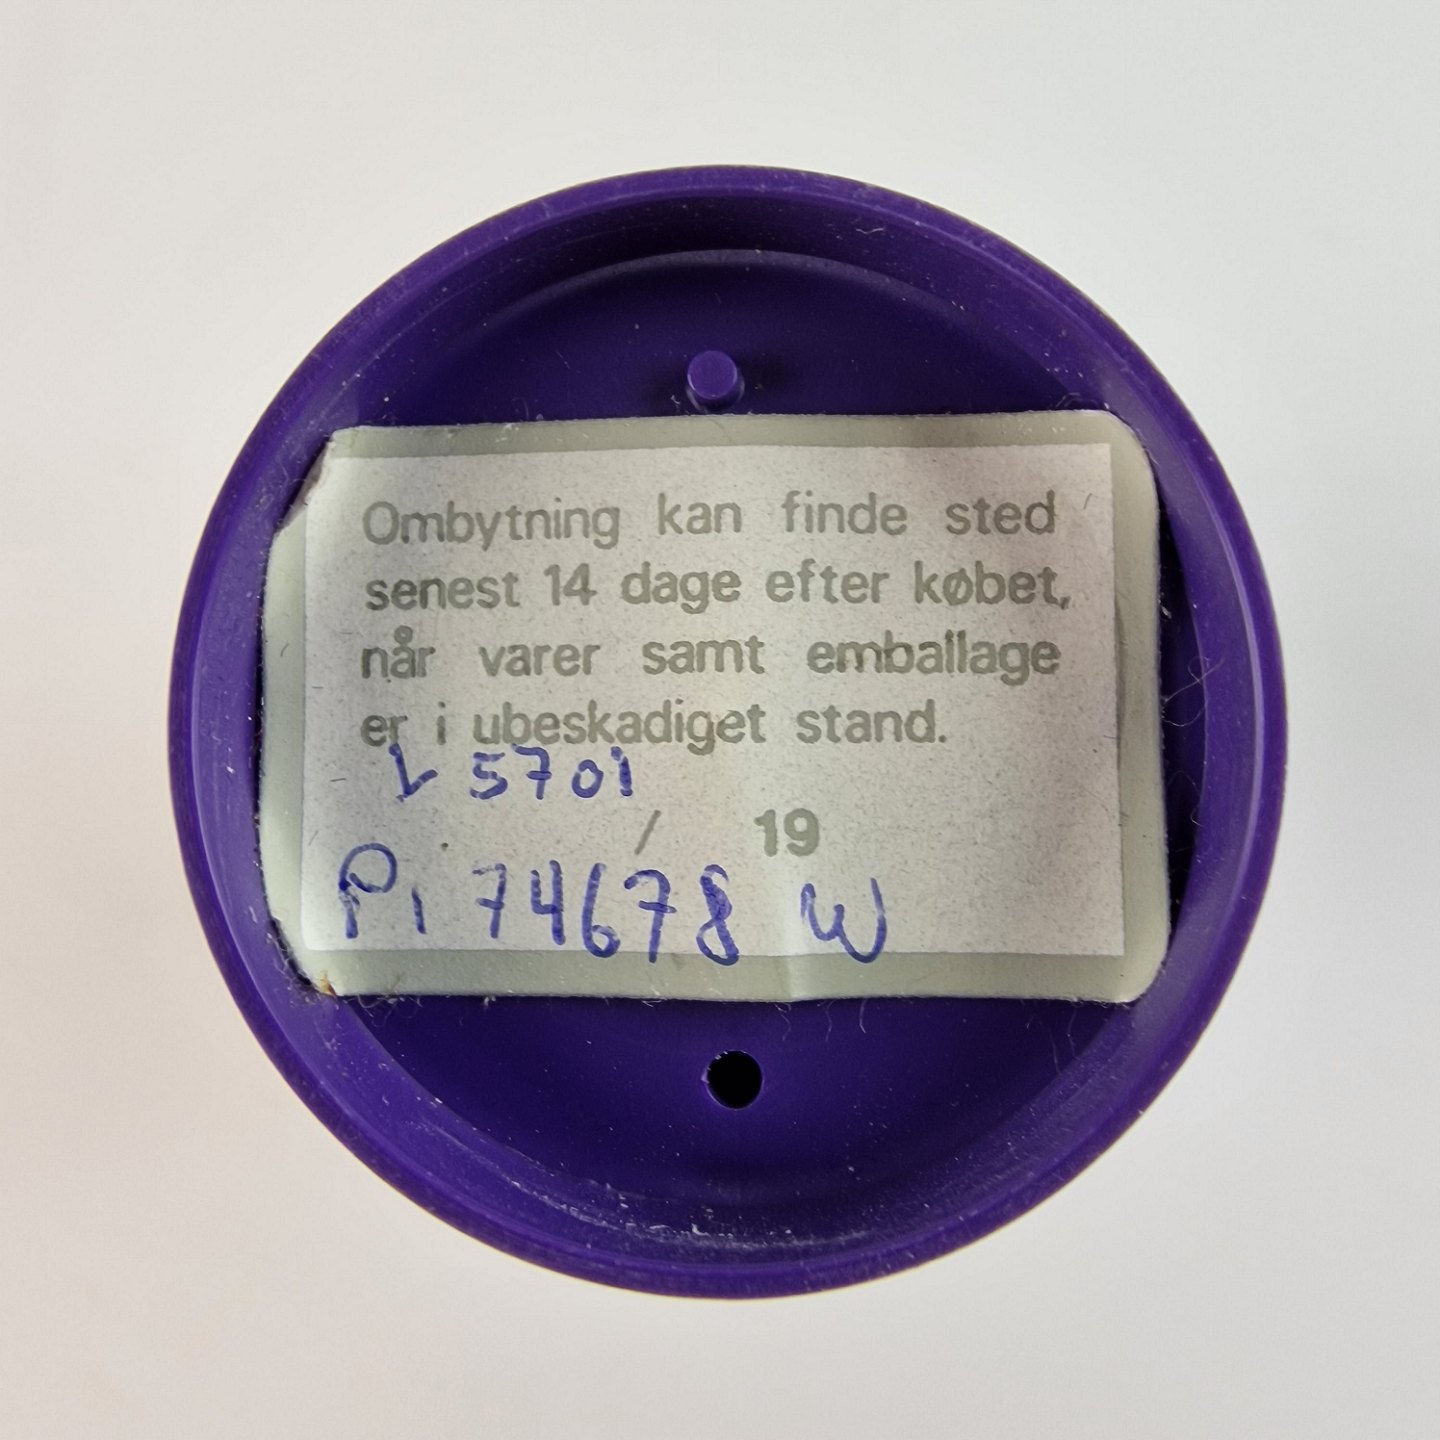 Ombytning kan finde sted
senest 14 dage efter købet,
når varer samt emballage
er i ubeskadiget stand.
L 5701
/ 19
Pi 74678 W